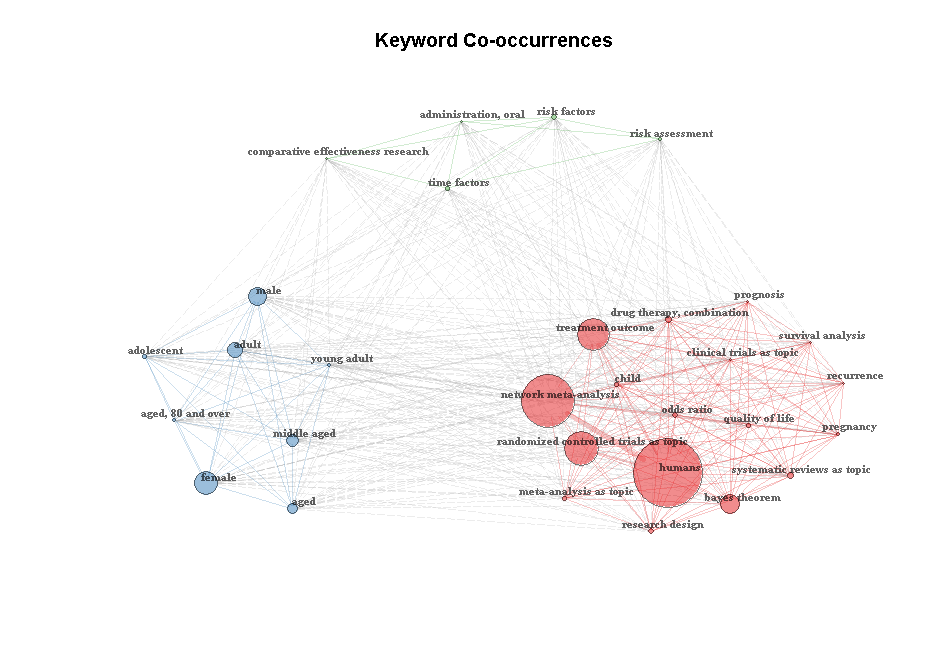 Keyword Co-occurrences
administration, oral
risk factors
risk assessment
comparative effectiveness research
time factors
male
prognosis
drug therapy, combination
treatment outcome
survival analysis
adult
adolescent
young adult
clinical trials as topic
child
recurrence
network meta-analysis
aged, 80 and over
odds ratio
quality of life
pregnancy
middle aged
randomized controlled trials as topic
humans
systematic reviews as topic
female
meta-analysis as topic
bayes theorem
aged
research design